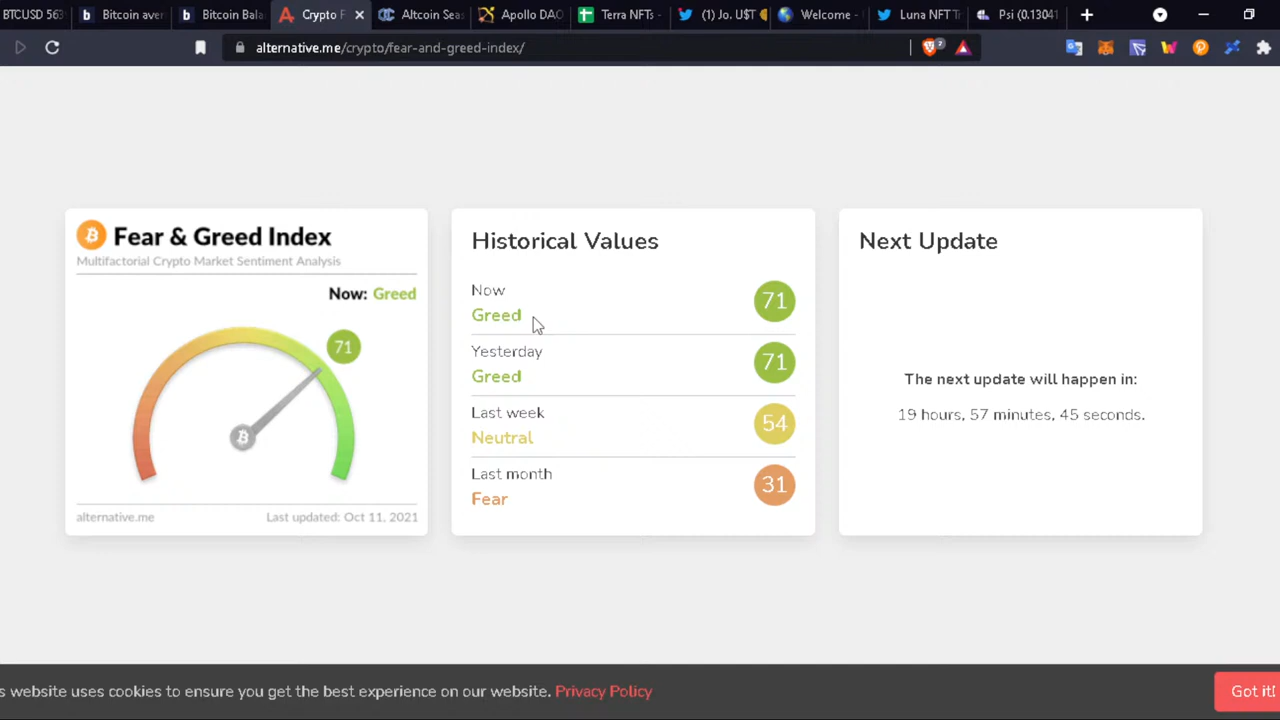 BTCUSD 563
Bitcoin aver
Bitcoin Bala
Crypto F
Altcoin Seas
Apollo DAO
Terra NFTs -
(1) Jo. U$T
Welcome -
Luna NFT Tr
Psi (0.13041
alternative.me/crypto/fear-and-greed-index/
Fear & Greed Index
Multifactorial Crypto Market Sentiment Analysis
Now: Greed
71
alternative.me
Last updated: Oct 11, 2021
Historical Values
Now
Greed
71
Yesterday
Greed
71
Last week
Neutral
54
Last month
Fear
31
Next Update
The next update will happen in:
19 hours, 57 minutes, 45 seconds.
s website uses cookies to ensure you get the best experience on our website. Privacy Policy
Got it!